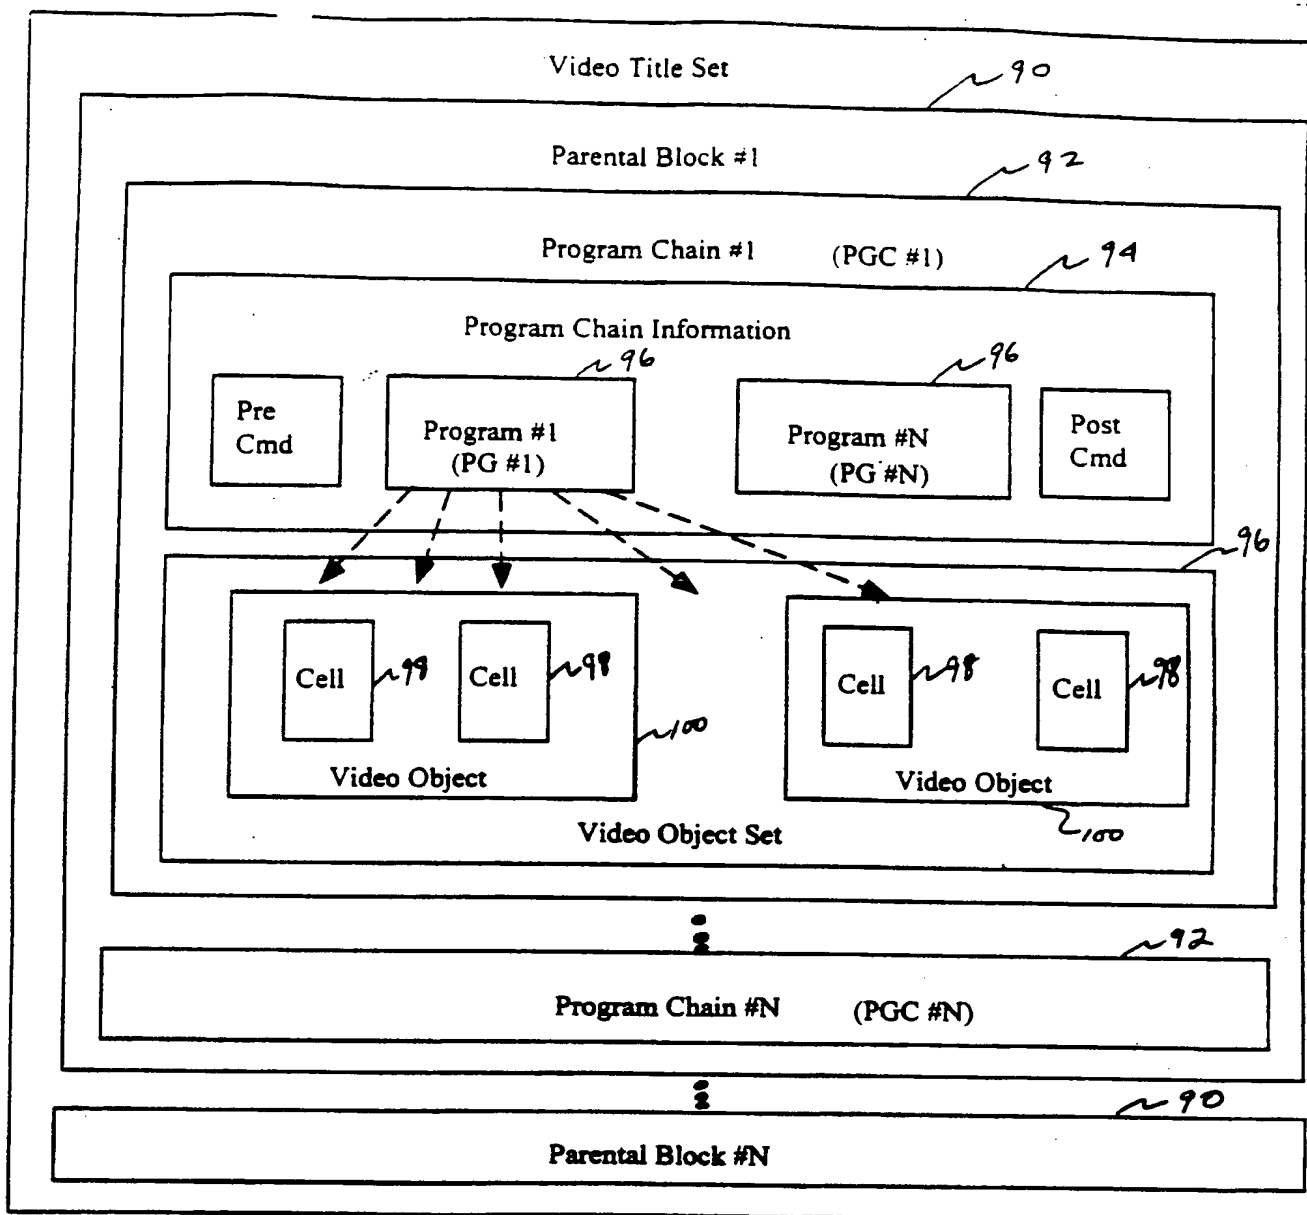 Video Title Set
90
Parental Block #1
92
Program Chain #1 (PGC #1)
94
Program Chain Information
96
96
Pre
Cmd
Program #1
(PG #1)
Program #N
(PG #N)
Post
Cmd
96
Cell
98
Cell
98
Cell
98
Cell
98
100
Video Object
Video Object
100
Video Object Set
92
Program Chain #N (PGC #N)
90
Parental Block #N